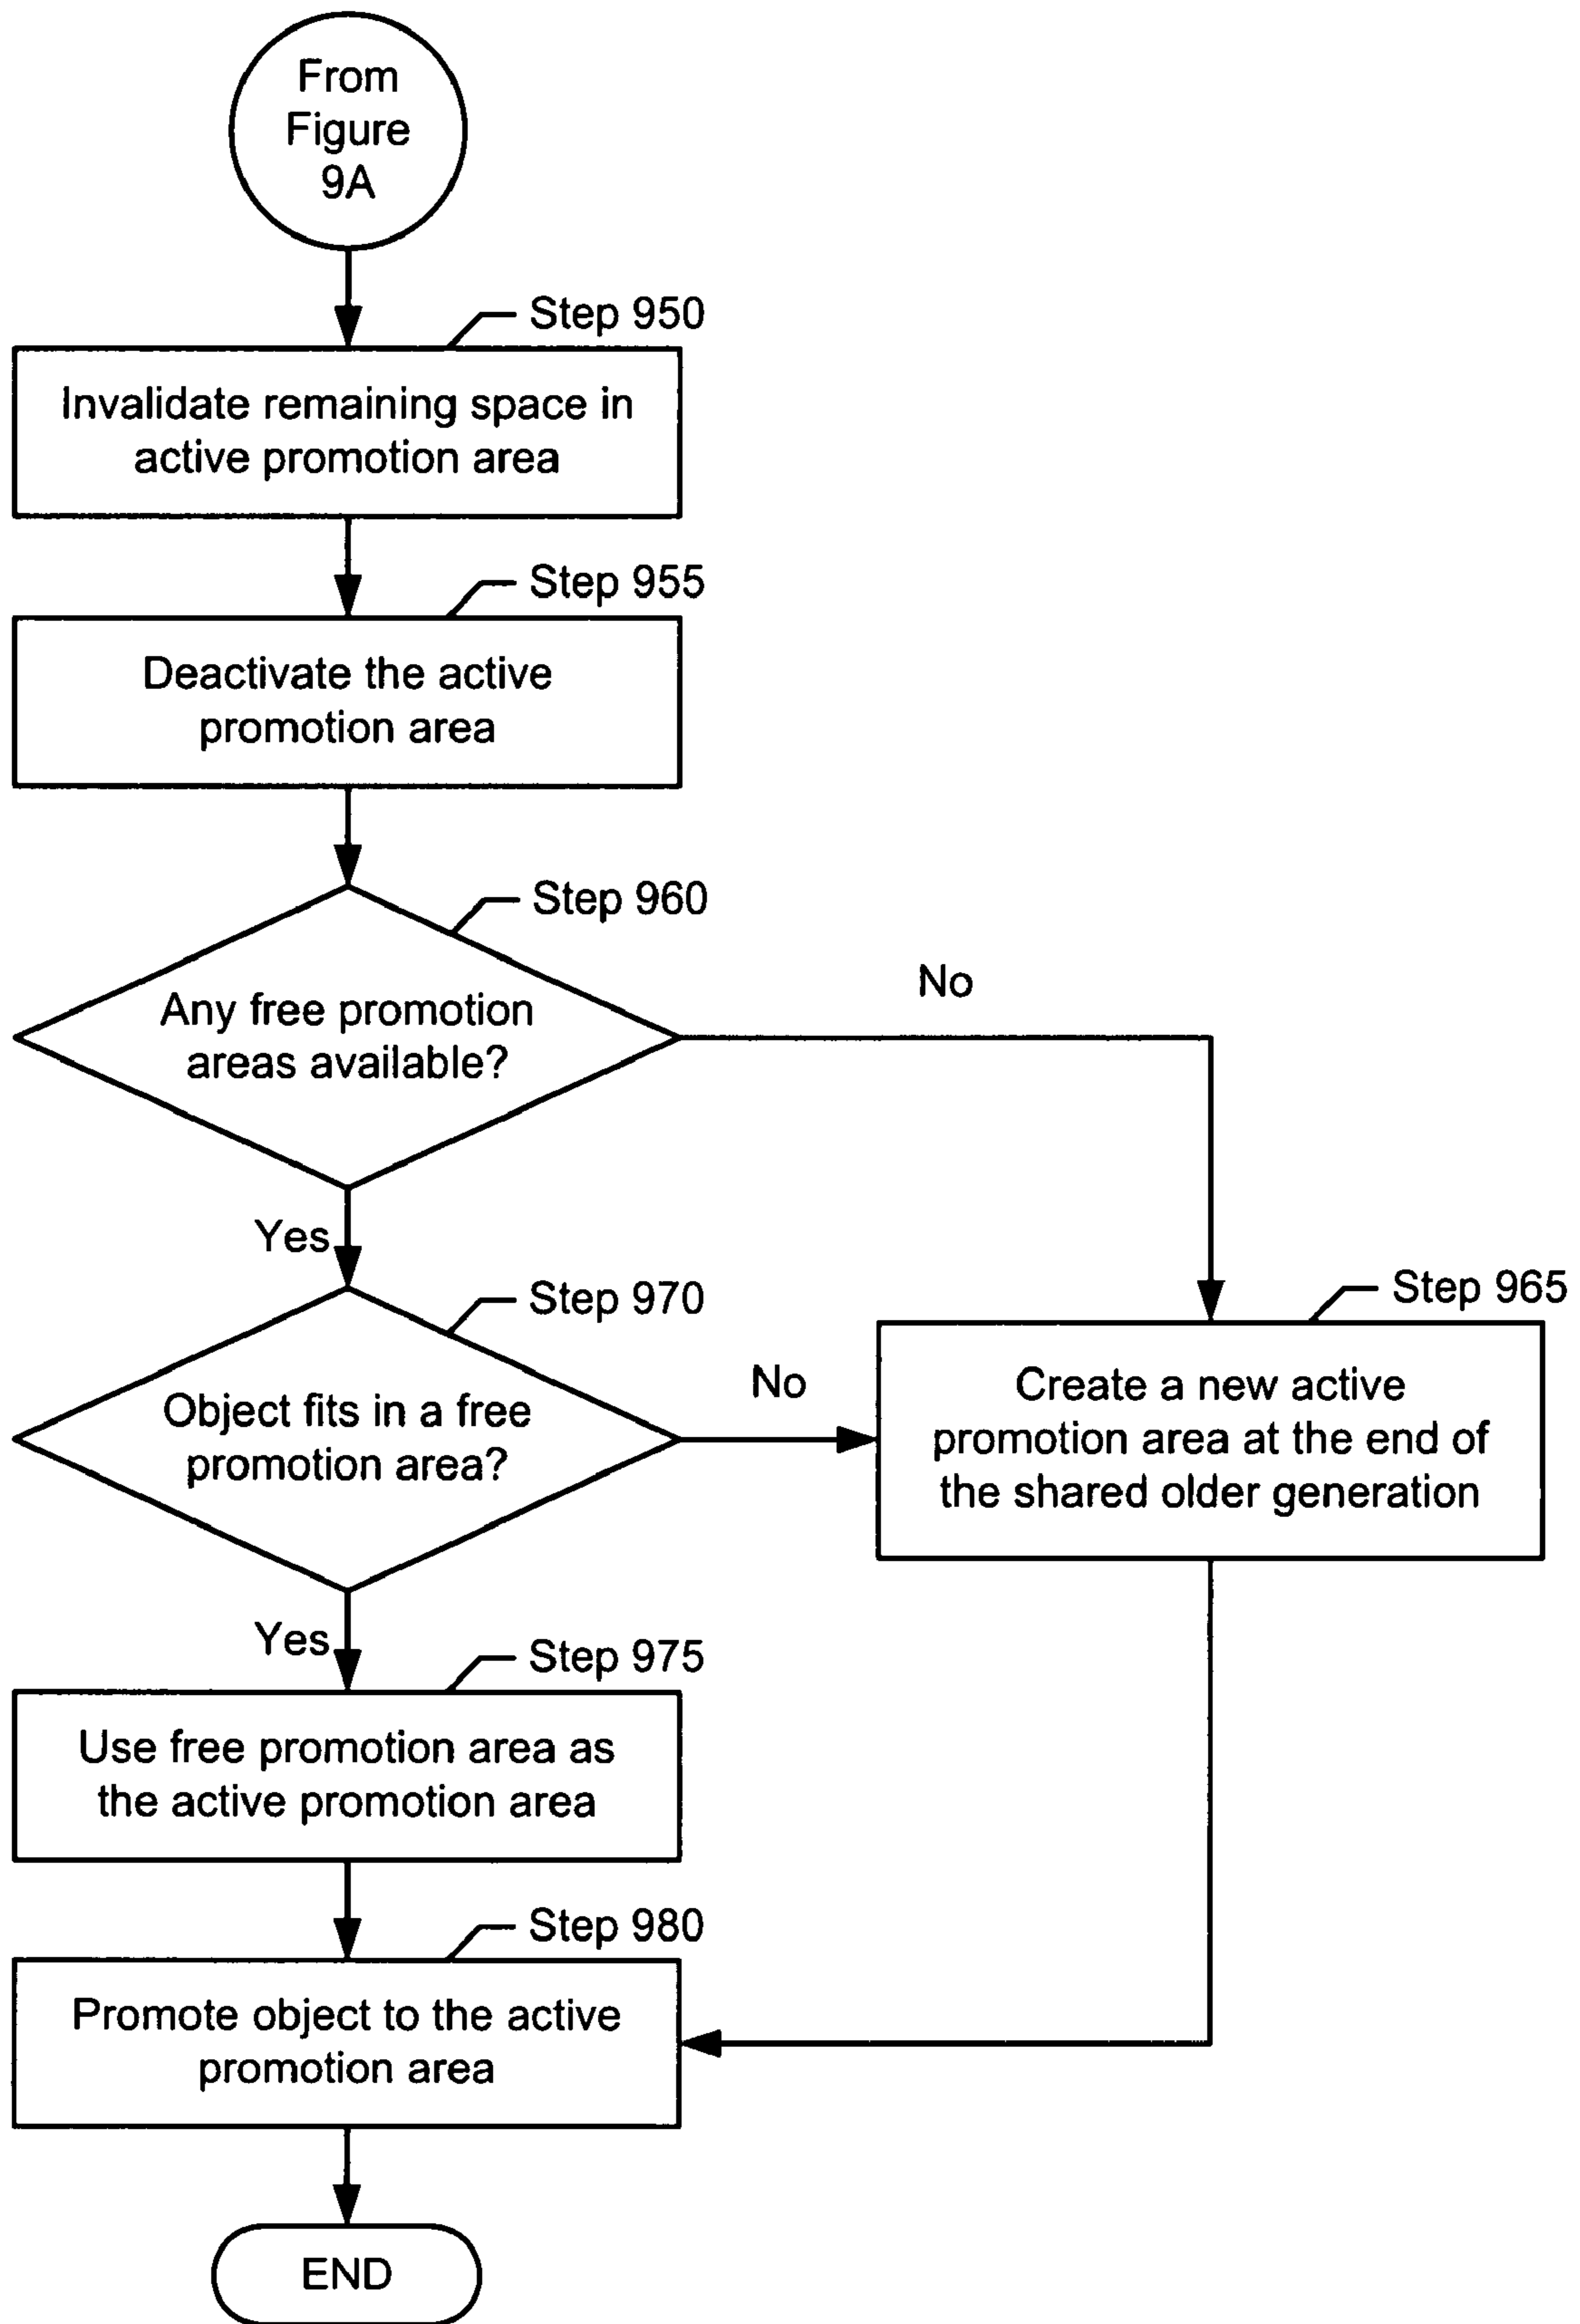 From
Figure
9A
Step 950
Invalidate remaining space in
active promotion area
Step 955
Deactivate the active
promotion area
Step 960
Any free promotion
areas available?
No
Yes
Step 970
Object fits in a free
promotion area?
No
Step 965
Create a new active
promotion area at the end of
the shared older generation
Yes
Step 975
Use free promotion area as
the active promotion area
Step 980
Promote object to the active
promotion area
END